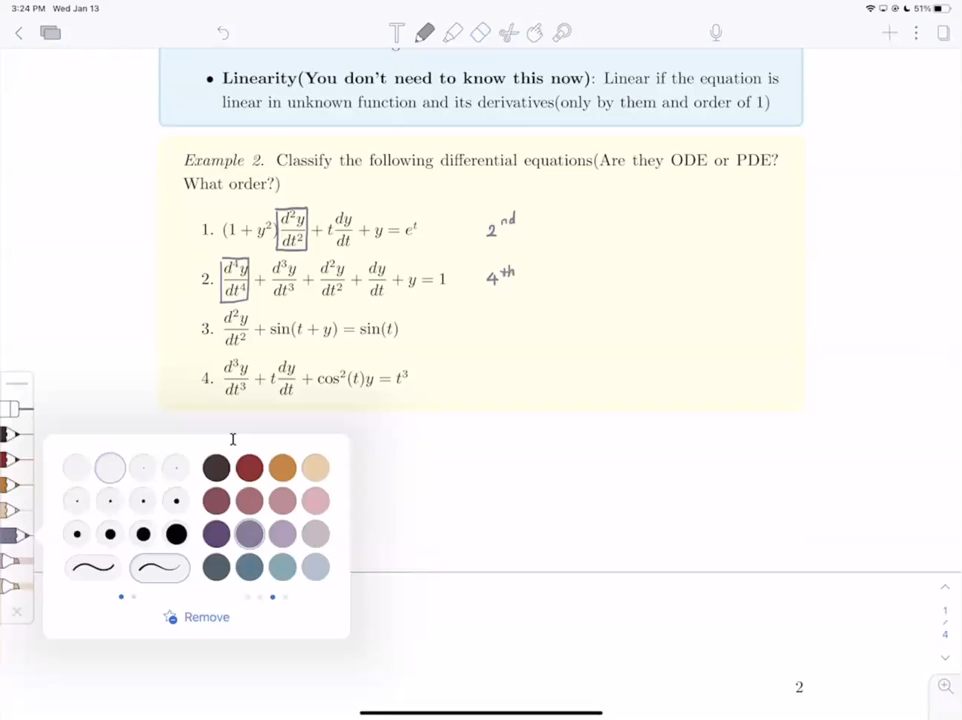 3:24 PM Wed Jan 13
51%
• Linearity(You don't need to know this now): Linear if the equation is
linear in unknown function and its derivatives(only by them and order of 1)
Example 2. Classify the following differential equations(Are they ODE or PDE?
What order?)
1. (1 + y²) d²y/dt² + t dy/dt + y = eᵗ 2nd
2. d⁴y/dt⁴ + d³y/dt³ + d²y/dt² + dy/dt + y = 1 4th
3. d²y/dt² + sin(t + y) = sin(t)
4. d³y/dt³ + t dy/dt + cos²(t)y = t³
Remove
1
/
4
2